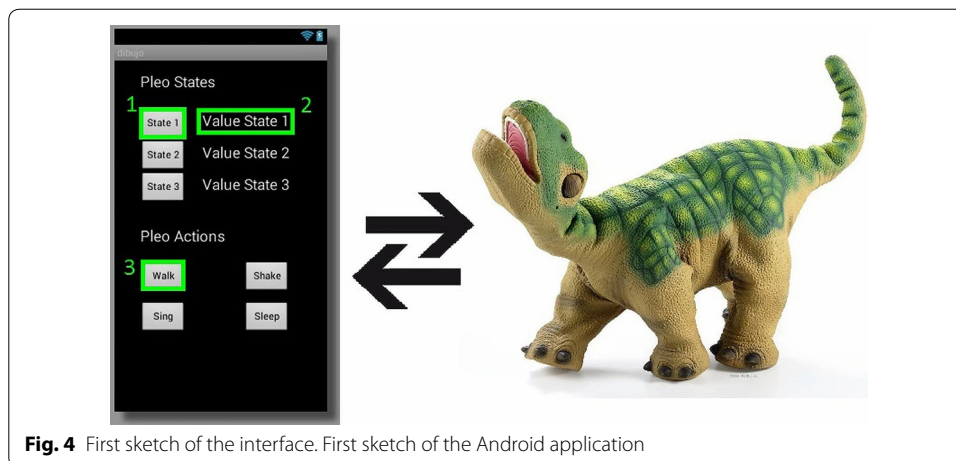 dibujo
Pleo States
1
2
State 1 Value State 1
State 2 Value State 2
State 3 Value State 3
Pleo Actions
3
Walk Shake
Sing Sleep
Fig. 4 First sketch of the interface. First sketch of the Android application